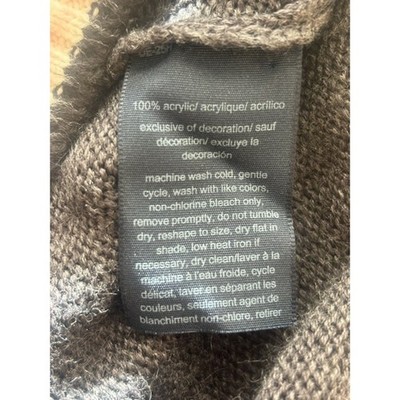 100% acrylic/ acrylique/ acrílico
exclusive of decoration/ sauf
décoration/ excluye la
decoración
machine wash cold, gentle
cycle, wash with like colors,
non-chlorine bleach only,
remove promptly, do not tumble
dry, reshape to size, dry flat in
shade, low heat iron if
necessary, dry clean/laver à la
machine à l'eau froide, cycle
délicat, laver en séparant les
couleurs, seulement agent de
blanchiment non-chlore, retirer